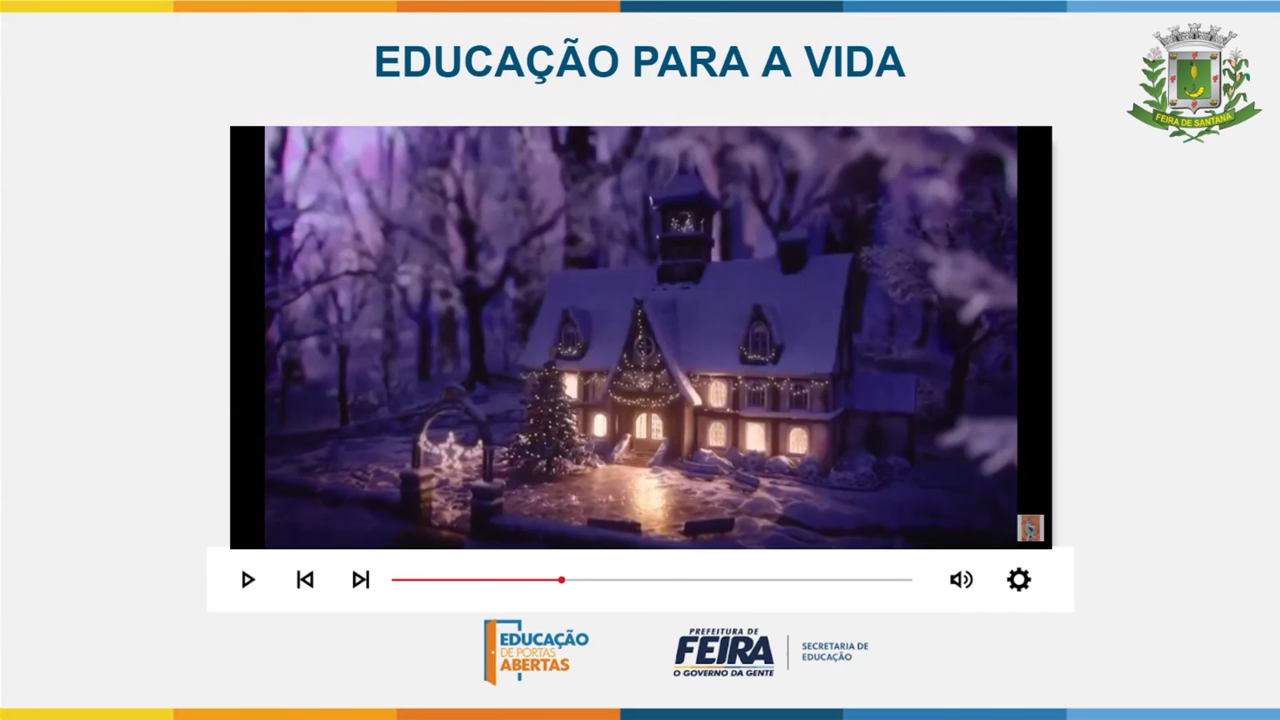 EDUCAÇÃO PARA A VIDA
FEIRA DE SANTANA
EDUCAÇÃO
DE PORTAS
ABERTAS
PREFEITURA DE
FEIRA
O GOVERNO DA GENTE
SECRETARIA DE
EDUCAÇÃO